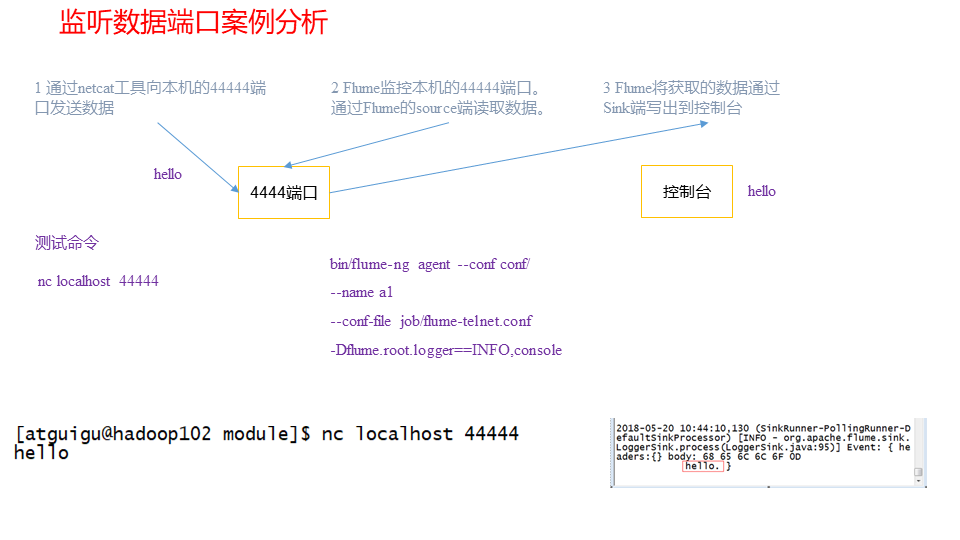 监听数据端口案例分析
1 通过netcat工具向本机的44444端
口发送数据
2 Flume监控本机的44444端口。
通过Flume的source端读取数据。
3 Flume将获取的数据通过
Sink端写出到控制台
hello
4444端口
控制台
hello
测试命令
nc localhost 44444
bin/flume-ng agent --conf conf/
--name a1
--conf-file job/flume-telnet.conf
-Dflume.root.logger==INFO,console
[atguigu@hadoop102 module]$ nc localhost 44444
hello
2018-05-20 10:44:10,130 (SinkRunner-PollingRunner-D
efaultSinkProcessor) [INFO - org.apache.flume.sink.
LoggerSink.process(LoggerSink.java:95)] Event: { he
aders:{} body: 68 65 6C 6C 6F 0D
hello. }